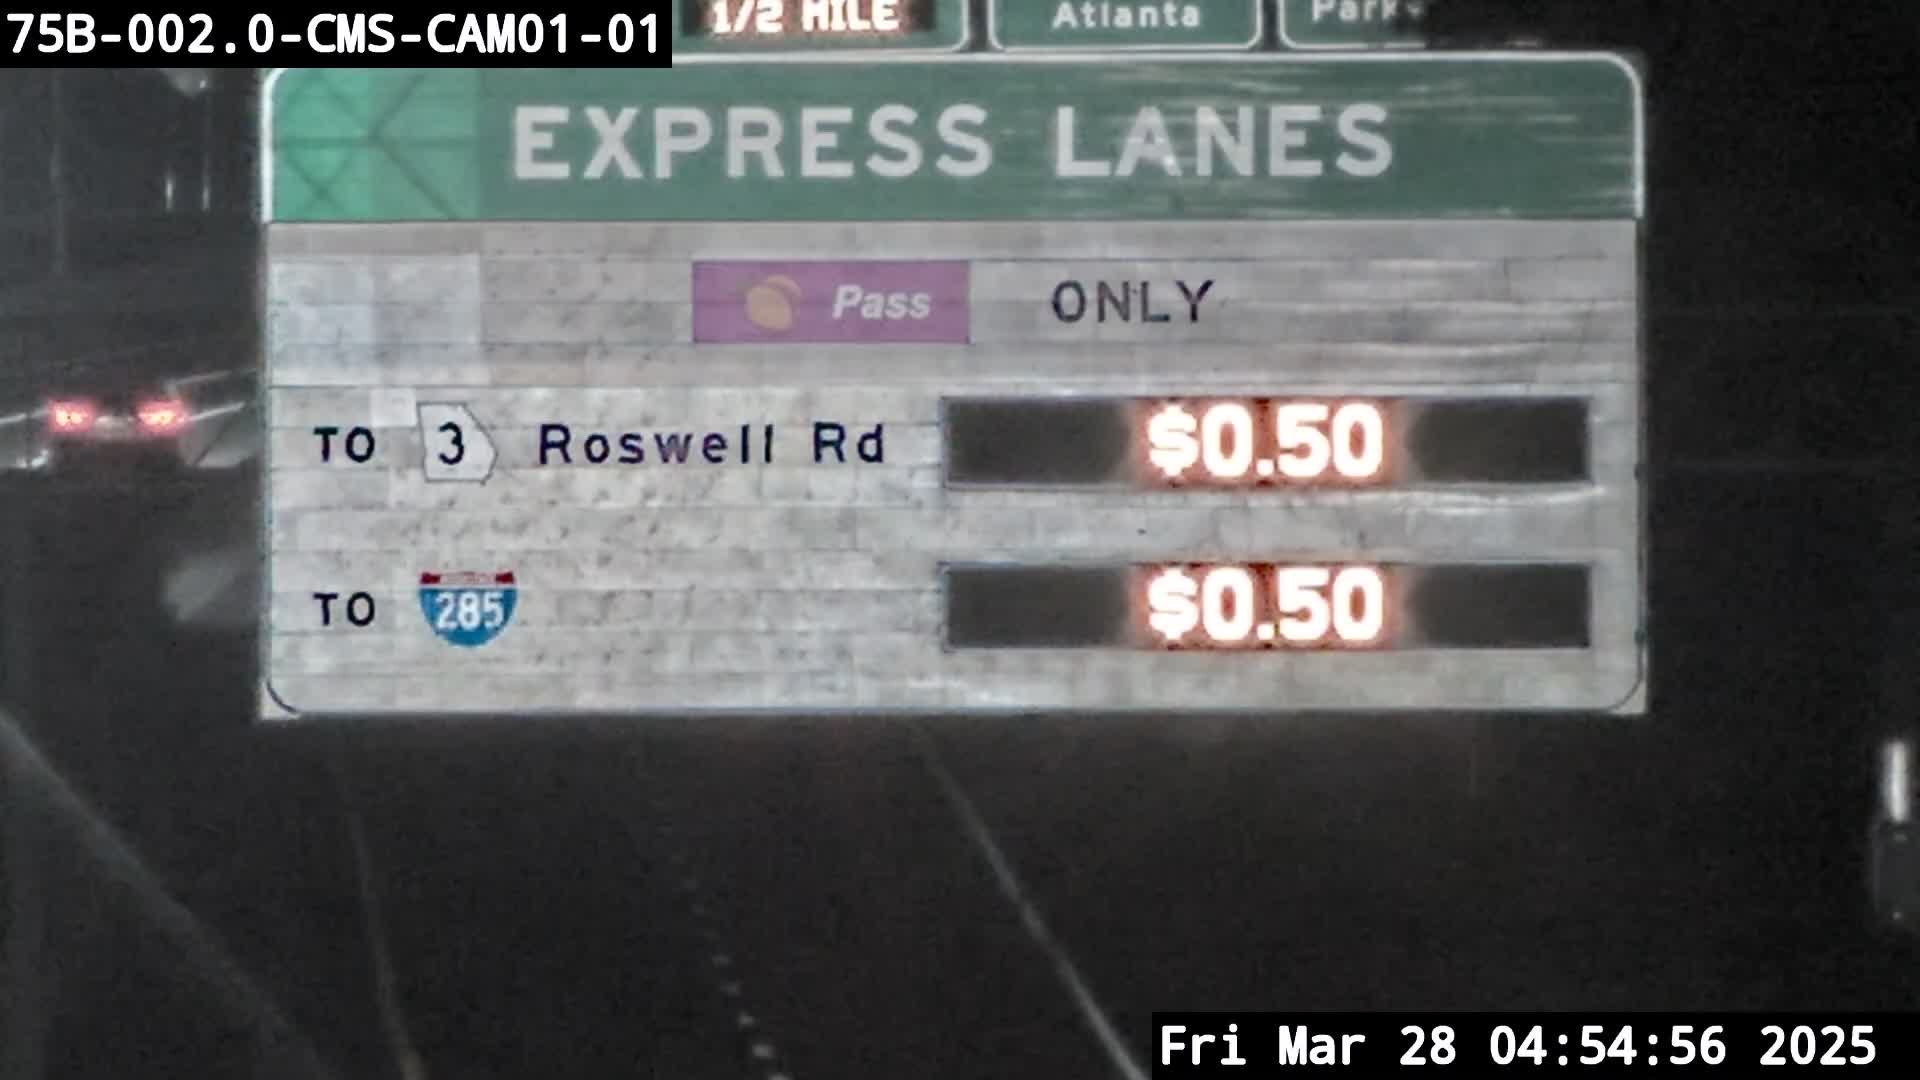 75B-002.0-CMS-CAM01-01
1/2 MILE
Atlanta
EXPRESS LANES
Pass ONLY
TO 3 Roswell Rd $0.50
TO 285 $0.50
Fri Mar 28 04:54:56 2025